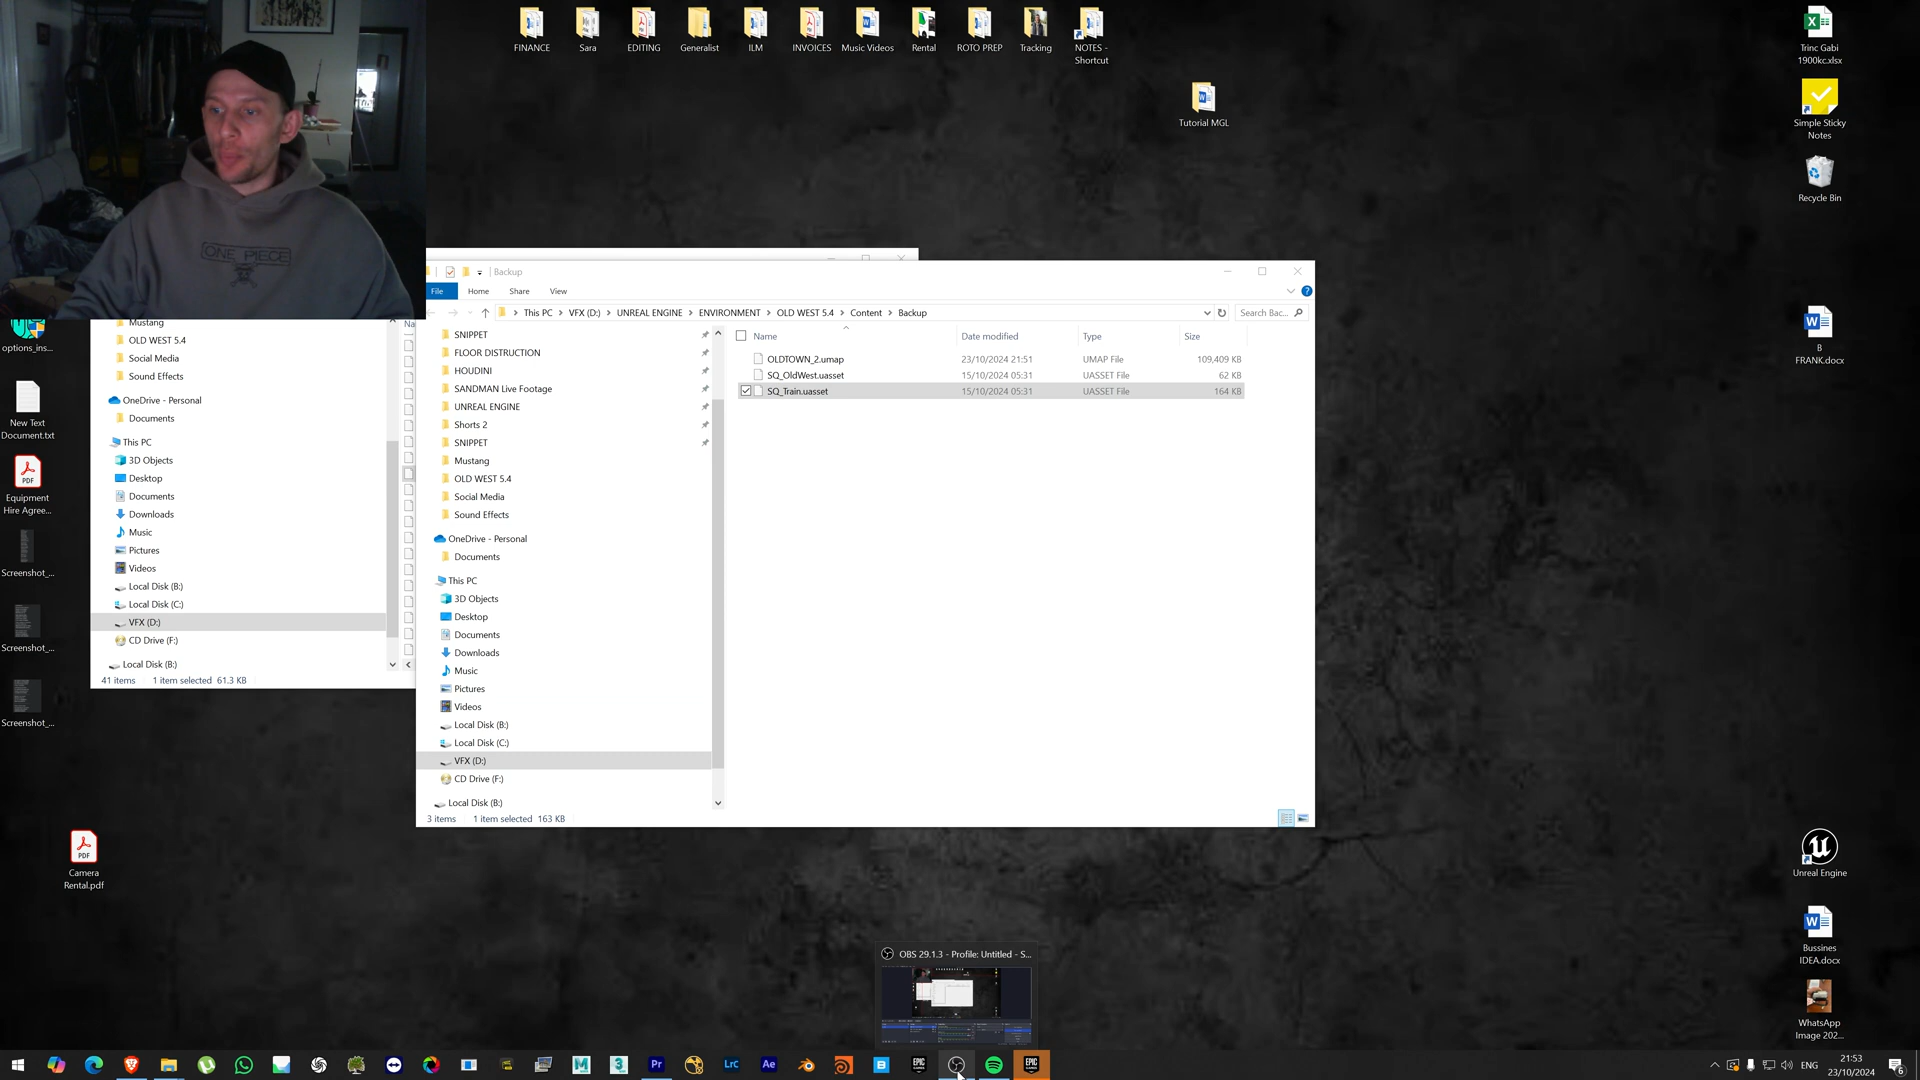 FINANCE
Sara
EDITING
Generalist
ILM
INVOICES
Music Videos
Rental
ROTO PREP
Tracking
NOTES -
Shortcut
Trinc Gabi
1900kc.xlsx
Tutorial MGL
Simple Sticky
Notes
Recycle Bin
B
FRANK.docx
Unreal Engine
Bussines
IDEA.docx
WhatsApp
Image 202...
ONE PIECE
options_ins...
New Text
Document.txt
Equipment
Hire Agree...
Screenshot_...
Screenshot_...
Screenshot_...
Camera
Rental.pdf
Mustang
OLD WEST 5.4
Social Media
Sound Effects
OneDrive - Personal
Documents
This PC
3D Objects
Desktop
Documents
Downloads
Music
Pictures
Videos
Local Disk (B:)
Local Disk (C:)
VFX (D:)
CD Drive (F:)
Local Disk (B:)
41 items 1 item selected 61.3 KB
Na
Backup
File Home Share View
This PC > VFX (D:) > UNREAL ENGINE > ENVIRONMENT > OLD WEST 5.4 > Content > Backup
Search Bac...
SNIPPET
FLOOR DISTRUCTION
HOUDINI
SANDMAN Live Footage
UNREAL ENGINE
Shorts 2
SNIPPET
Mustang
OLD WEST 5.4
Social Media
Sound Effects
OneDrive - Personal
Documents
This PC
3D Objects
Desktop
Documents
Downloads
Music
Pictures
Videos
Local Disk (B:)
Local Disk (C:)
VFX (D:)
CD Drive (F:)
Local Disk (B:)
Name Date modified Type Size
OLDTOWN_2.umap 23/10/2024 21:51 UMAP File 109,409 KB
SQ_OldWest.uasset 15/10/2024 05:31 UASSET File 62 KB
SQ_Train.uasset 15/10/2024 05:31 UASSET File 164 KB
3 items 1 item selected 163 KB
OBS 29.1.3 - Profile: Untitled - S...
ENG
21:53
23/10/2024